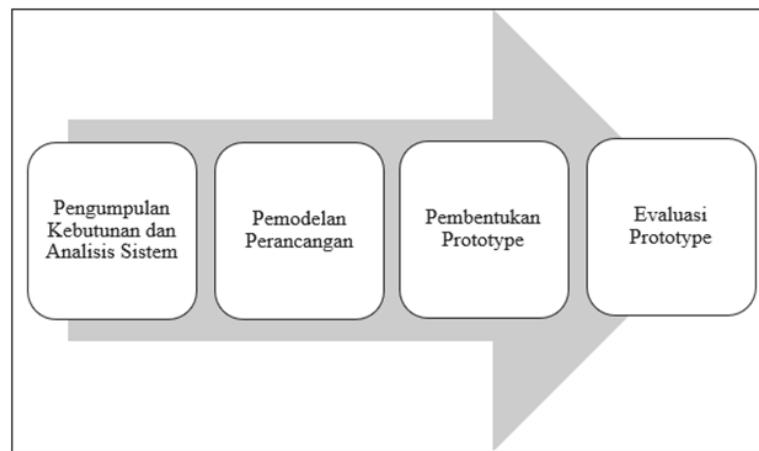 Pengumpulan
Kebutunan dan
Analisis Sistem
Pemodelan
Perancangan
Pembentukan
Prototype
Evaluasi
Prototype